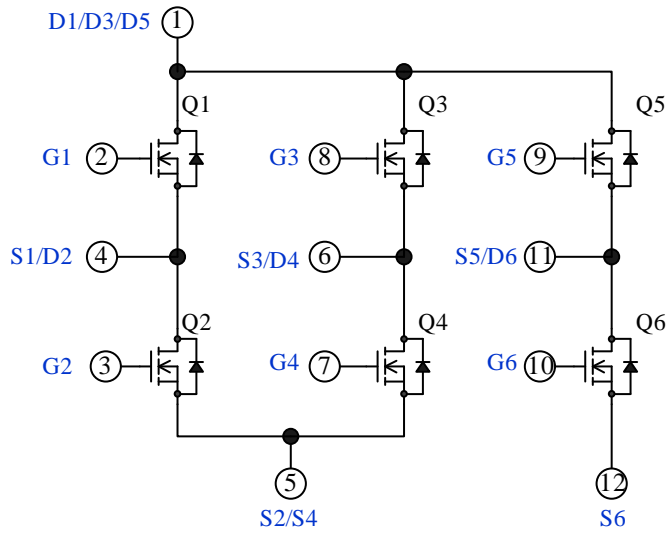 D1/D3/D5 1
Q1 Q3 Q5
G1 2 G3 8 G5 9
S1/D2 4 S3/D4 6 S5/D6 11
Q2 Q4 Q6
G2 3 G4 7 G6 10
5 12
S2/S4 S6